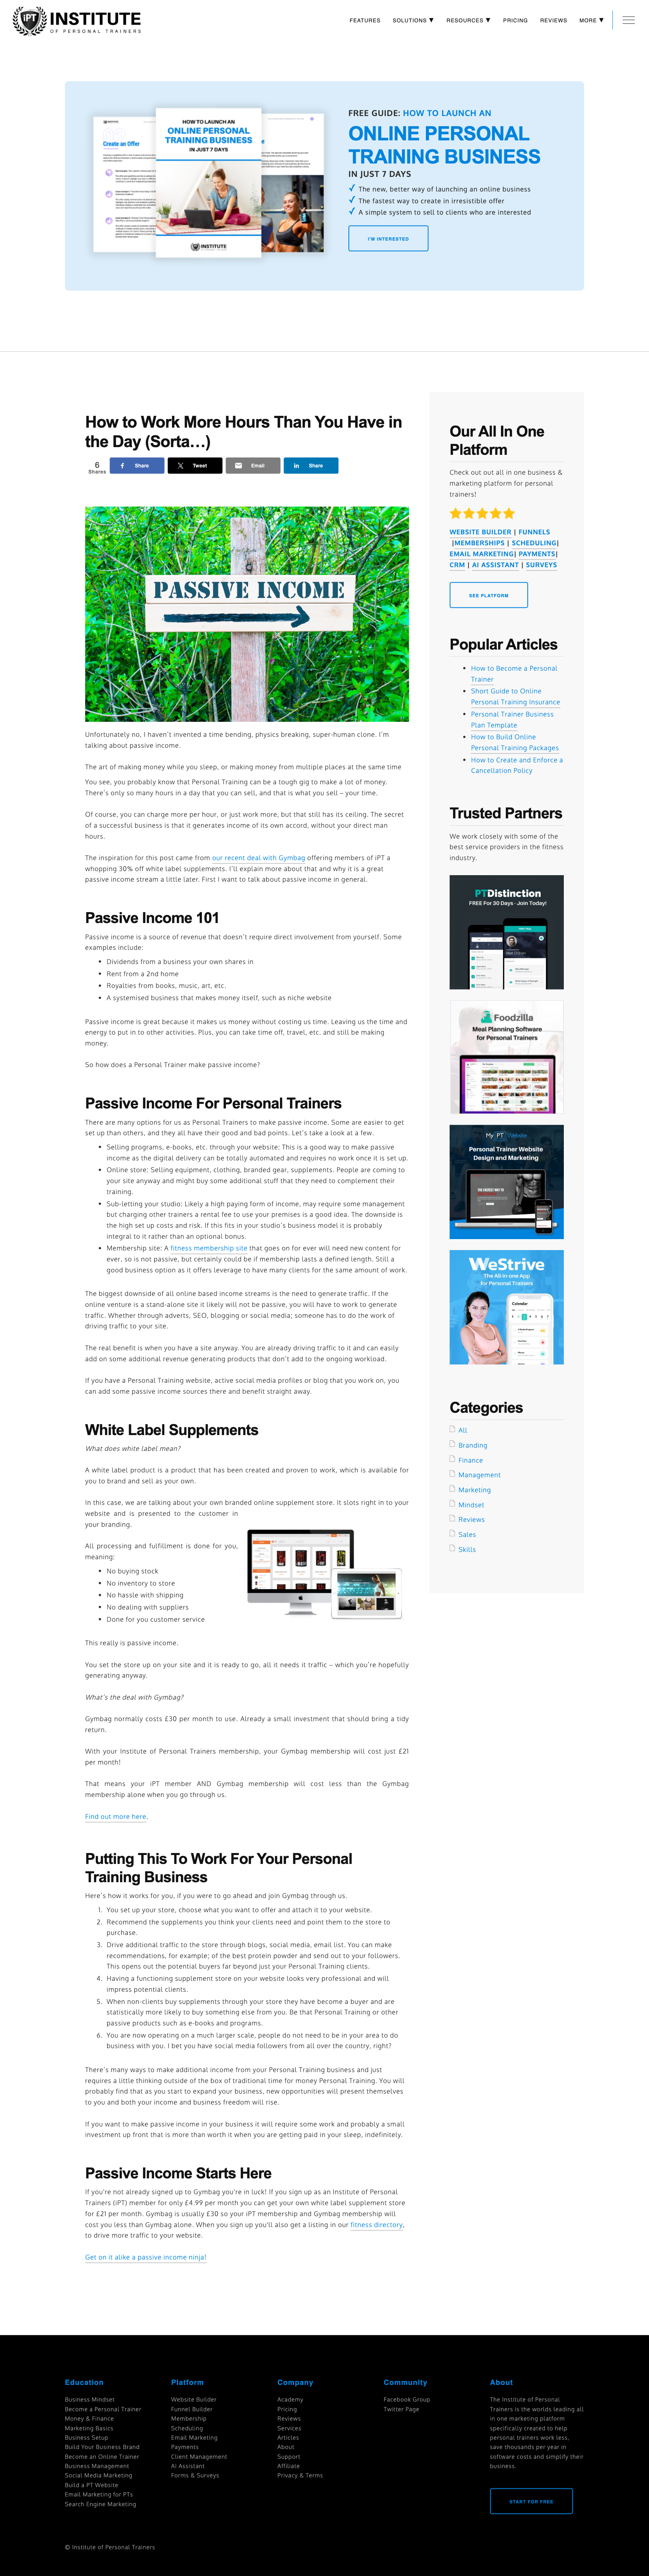 IPT INSTITUTE
OF PERSONAL TRAINERS
FEATURES SOLUTIONS ▼ RESOURCES ▼ PRICING REVIEWS MORE ▼
HOW TO LAUNCH AN
ONLINE PERSONAL
TRAINING BUSINESS
IN JUST 7 DAYS
Create an Offer
INSTITUTE
FREE GUIDE: HOW TO LAUNCH AN
ONLINE PERSONAL
TRAINING BUSINESS
IN JUST 7 DAYS
✓ The new, better way of launching an online business
✓ The fastest way to create in irresistible offer
✓ A simple system to sell to clients who are interested
I'M INTERESTED
How to Work More Hours Than You Have in
the Day (Sorta…)
6
Shares
Share
Tweet
Email
Share
PASSIVE INCOME
Unfortunately no, I haven't invented a time bending, physics breaking, super-human clone. I'm
talking about passive income.
The art of making money while you sleep, or making money from multiple places at the same time
You see, you probably know that Personal Training can be a tough gig to make a lot of money.
There's only so many hours in a day that you can sell, and that is what you sell – your time.
Of course, you can charge more per hour, or just work more, but that still has its ceiling. The secret
of a successful business is that it generates income of its own accord, without your direct man
hours.
The inspiration for this post came from our recent deal with Gymbag offering members of iPT a
whopping 30% off white label supplements. I'll explain more about that and why it is a great
passive income stream a little later. First I want to talk about passive income in general.
Passive Income 101
Passive income is a source of revenue that doesn't require direct involvement from yourself. Some
examples include:
• Dividends from a business your own shares in
• Rent from a 2nd home
• Royalties from books, music, art, etc.
• A systemised business that makes money itself, such as niche website
Passive income is great because it makes us money without costing us time. Leaving us the time and
energy to put in to other activities. Plus, you can take time off, travel, etc. and still be making
money.
So how does a Personal Trainer make passive income?
Passive Income For Personal Trainers
There are many options for us as Personal Trainers to make passive income. Some are easier to get
set up than others, and they all have their good and bad points. Let's take a look at a few.
• Selling programs, e-books, etc. through your website: This is a good way to make passive
income as the digital delivery can be totally automated and requires no work once it is set up.
• Online store: Selling equipment, clothing, branded gear, supplements. People are coming to
your site anyway and might buy some additional stuff that they need to complement their
training.
• Sub-letting your studio: Likely a high paying form of income, may require some management
but charging other trainers a rental fee to use your premises is a good idea. The downside is
the high set up costs and risk. If this fits in your studio's business model it is probably
integral to it rather than an optional bonus.
• Membership site: A fitness membership site that goes on for ever will need new content for
ever, so is not passive, but certainly could be if membership lasts a defined length. Still a
good business option as it offers leverage to have many clients for the same amount of work.
The biggest downside of all online based income streams is the need to generate traffic. If the
online venture is a stand-alone site it likely will not be passive, you will have to work to generate
traffic. Whether through adverts, SEO, blogging or social media; someone has to do the work of
driving traffic to your site.
The real benefit is when you have a site anyway. You are already driving traffic to it and can easily
add on some additional revenue generating products that don't add to the ongoing workload.
If you have a Personal Training website, active social media profiles or blog that you work on, you
can add some passive income sources there and benefit straight away.
White Label Supplements
What does white label mean?
A white label product is a product that has been created and proven to work, which is available for
you to brand and sell as your own.
In this case, we are talking about your own branded online supplement store. It slots right in to your
website and is presented to the customer in
your branding.
All processing and fulfillment is done for you,
meaning:
• No buying stock
• No inventory to store
• No hassle with shipping
• No dealing with suppliers
• Done for you customer service
This really is passive income.
You set the store up on your site and it is ready to go, all it needs it traffic – which you're hopefully
generating anyway.
What's the deal with Gymbag?
Gymbag normally costs £30 per month to use. Already a small investment that should bring a tidy
return.
With your Institute of Personal Trainers membership, your Gymbag membership will cost just £21
per month!
That means your iPT member AND Gymbag membership will cost less than the Gymbag
membership alone when you go through us.
Find out more here.
Putting This To Work For Your Personal
Training Business
Here's how it works for you, if you were to go ahead and join Gymbag through us.
1. You set up your store, choose what you want to offer and attach it to your website.
2. Recommend the supplements you think your clients need and point them to the store to
purchase.
3. Drive additional traffic to the store through blogs, social media, email list. You can make
recommendations, for example; of the best protein powder and send out to your followers.
This opens out the potential buyers far beyond just your Personal Training clients.
4. Having a functioning supplement store on your website looks very professional and will
impress potential clients.
5. When non-clients buy supplements through your store they have become a buyer and are
statistically more likely to buy something else from you. Be that Personal Training or other
passive products such as e-books and programs.
6. You are now operating on a much larger scale, people do not need to be in your area to do
business with you. I bet you have social media followers from all over the country, right?
There's many ways to make additional income from your Personal Training business and just
requires a little thinking outside of the box of traditional time for money Personal Training. You will
probably find that as you start to expand your business, new opportunities will present themselves
to you and both your income and business freedom will rise.
If you want to make passive income in your business it will require some work and probably a small
investment up front that is more than worth it when you are getting paid in your sleep, indefinitely.
Passive Income Starts Here
If you're not already signed up to Gymbag you're in luck! If you sign up as an Institute of Personal
Trainers (iPT) member for only £4.99 per month you can get your own white label supplement store
for £21 per month. Gymbag is usually £30 so your iPT membership and Gymbag membership will
cost you less than Gymbag alone. When you sign up you'll also get a listing in our fitness directory,
to drive more traffic to your website.
Get on it alike a passive income ninja!
Our All In One
Platform
Check out out all in one business &
marketing platform for personal
trainers!
WEBSITE BUILDER | FUNNELS
|MEMBERSHIPS | SCHEDULING|
EMAIL MARKETING| PAYMENTS|
CRM | AI ASSISTANT | SURVEYS
SEE PLATFORM
Popular Articles
• How to Become a Personal
Trainer
• Short Guide to Online
Personal Training Insurance
• Personal Trainer Business
Plan Template
• How to Build Online
Personal Training Packages
• How to Create and Enforce a
Cancellation Policy
Trusted Partners
We work closely with some of the
best service providers in the fitness
industry.
PTDistinction
FREE For 30 Days - Join Today!
Foodzilla
Meal Planning Software
for Personal Trainers
My PT Website
Personal Trainer Website
Design and Marketing
WeStrive
The All-in-one App
for Personal Trainers
Calendar
Categories
All
Branding
Finance
Management
Marketing
Mindset
Reviews
Sales
Skills
Education
Business Mindset
Become a Personal Trainer
Money & Finance
Marketing Basics
Business Setup
Build Your Business Brand
Become an Online Trainer
Business Management
Social Media Marketing
Build a PT Website
Email Marketing for PTs
Search Engine Marketing
Platform
Website Builder
Funnel Builder
Membership
Scheduling
Email Marketing
Payments
Client Management
AI Assistant
Forms & Surveys
Company
Academy
Pricing
Reviews
Services
Articles
About
Support
Affiliate
Privacy & Terms
Community
Facebook Group
Twitter Page
About
The Institute of Personal
Trainers is the worlds leading all
in one marketing platform
specifically created to help
personal trainers work less,
save thousands per year in
software costs and simplify their
business.
START FOR FREE
© Institute of Personal Trainers